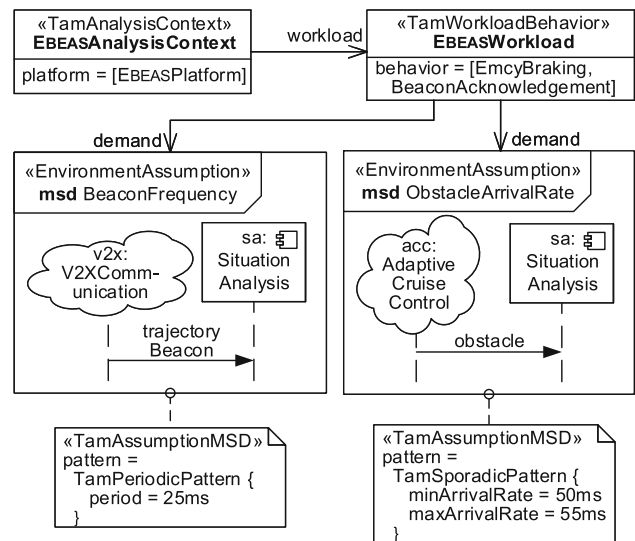 «TamAnalysisContext»
EBEASAnalysisContext
platform = [EBEASPlatform]
workload
«TamWorkloadBehavior»
EBEASWorkload
behavior = [EmcyBraking,
BeaconAcknowledgement]
demand
demand
«EnvironmentAssumption»
msd BeaconFrequency
v2x:
V2XComm-
unication
sa:
Situation
Analysis
trajectory
Beacon
«TamAssumptionMSD»
pattern =
TamPeriodicPattern {
period = 25ms
}
«EnvironmentAssumption»
msd ObstacleArrivalRate
acc:
Adaptive
Cruise
Control
sa:
Situation
Analysis
obstacle
«TamAssumptionMSD»
pattern =
TamSporadicPattern {
minArrivalRate = 50ms
maxArrivalRate = 55ms
}